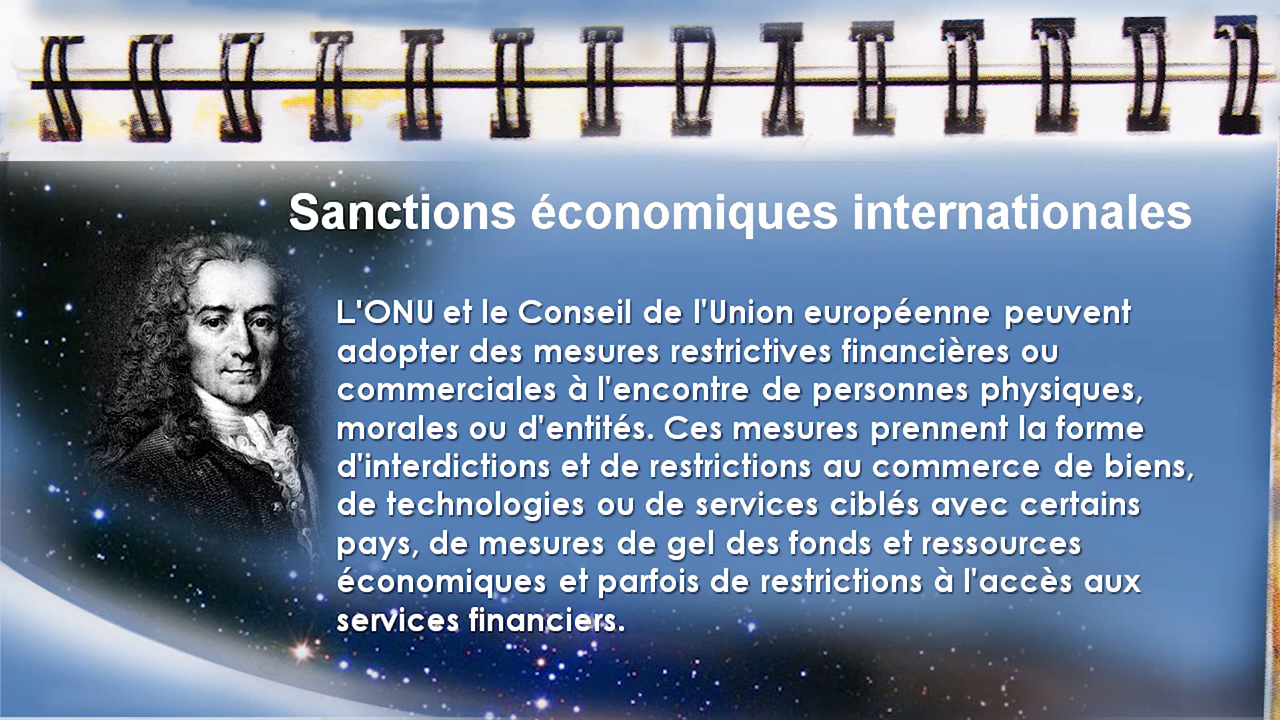 Sanctions économiques internationales
L'ONU et le Conseil de l'Union européenne peuvent
adopter des mesures restrictives financières ou
commerciales à l'encontre de personnes physiques,
morales ou d'entités. Ces mesures prennent la forme
d'interdictions et de restrictions au commerce de biens,
de technologies ou de services ciblés avec certains
pays, de mesures de gel des fonds et ressources
économiques et parfois de restrictions à l'accès aux
services financiers.